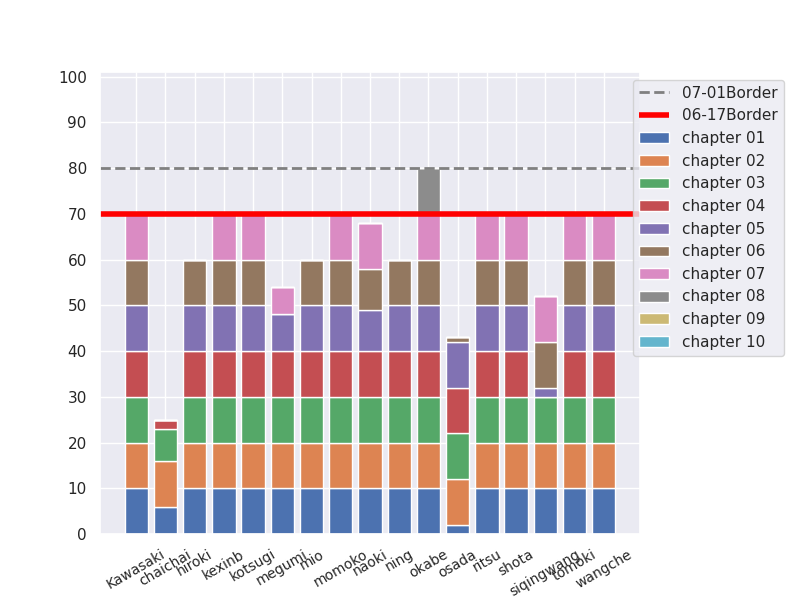 100
90
80
70
60
50
40
30
20
10
0
07-01Border
06-17Border
chapter 01
chapter 02
chapter 03
chapter 04
chapter 05
chapter 06
chapter 07
chapter 08
chapter 09
chapter 10
Kawasaki
chaichai
hiroki
kexinb
kotsugi
megumi
mio
momoko
naoki
ning
okabe
osada
ritsu
shota
siqingwang
tomoki
wangche